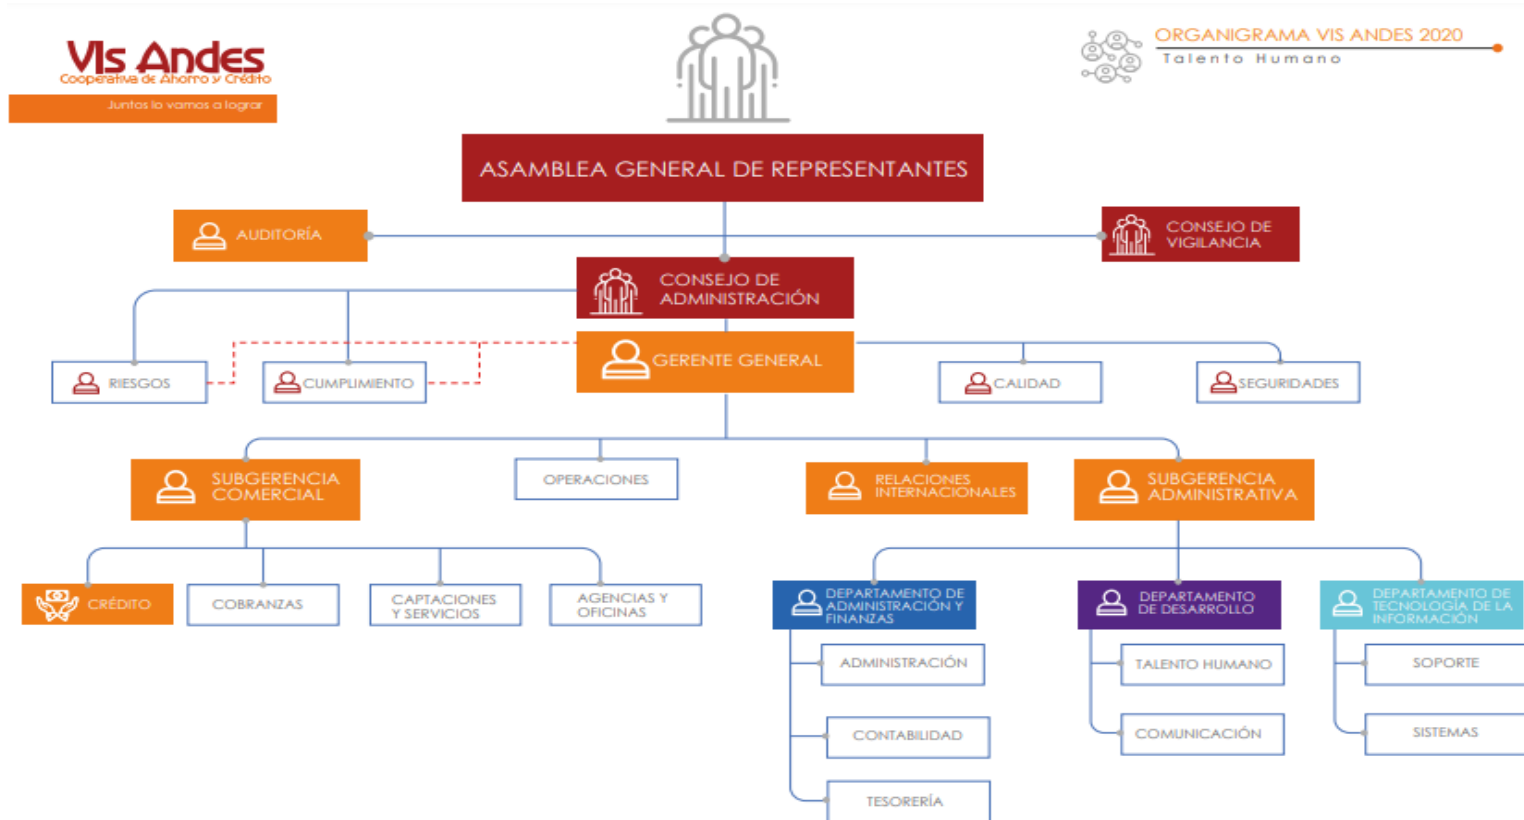 VIs Andes
Cooperativa de Ahorro y Crédito
Juntos lo vamos a lograr
ORGANIGRAMA VIS ANDES 2020
Talento Humano
ASAMBLEA GENERAL DE REPRESENTANTES
AUDITORÍA
CONSEJO DE
VIGILANCIA
CONSEJO DE
ADMINISTRACIÓN
GERENTE GENERAL
RIESGOS
CUMPLIMIENTO
CALIDAD
SEGURIDADES
SUBGERENCIA
COMERCIAL
OPERACIONES
RELACIONES
INTERNACIONALES
SUBGERENCIA
ADMINISTRATIVA
CRÉDITO
COBRANZAS
CAPTACIONES
Y SERVICIOS
AGENCIAS Y
OFICINAS
DEPARTAMENTO DE
ADMINISTRACIÓN Y
FINANZAS
DEPARTAMENTO
DE DESARROLLO
DEPARTAMENTO DE
TECNOLOGÍA DE LA
INFORMACIÓN
ADMINISTRACIÓN
TALENTO HUMANO
SOPORTE
CONTABILIDAD
COMUNICACIÓN
SISTEMAS
TESORERÍA